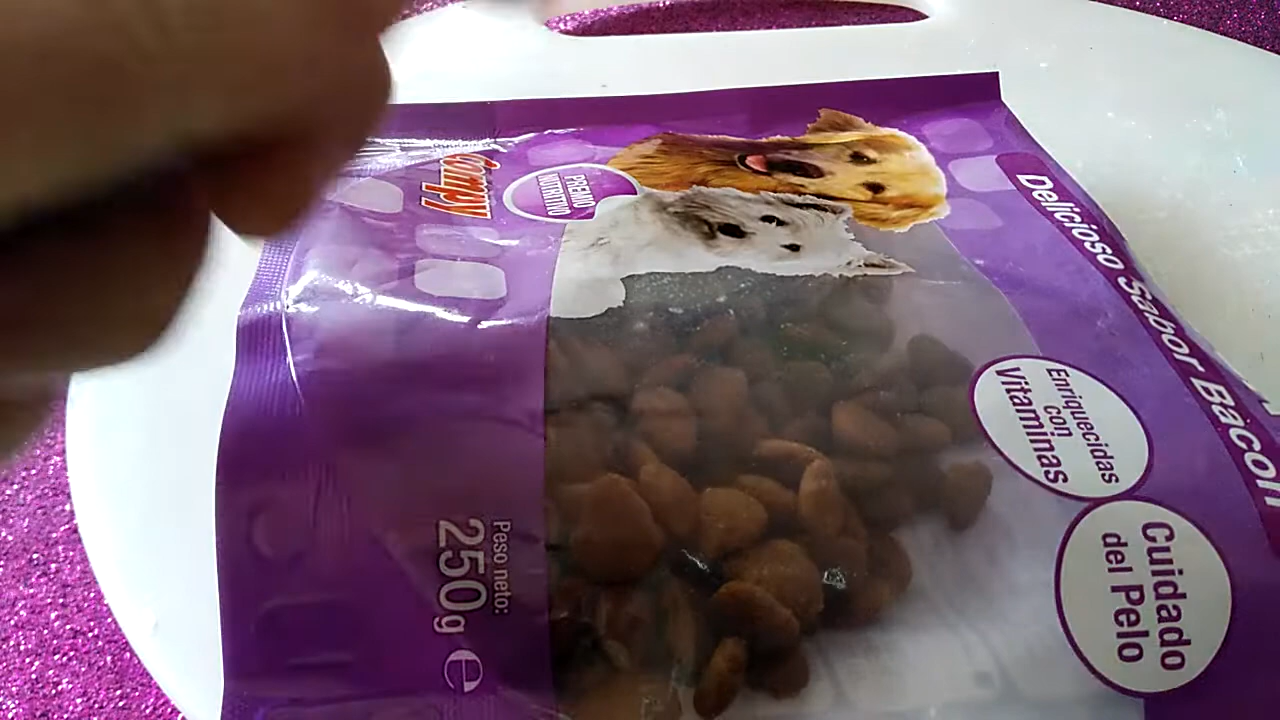 Compy
PREMIO
NUTRITIVO
Delicioso Sabor Bacon
Enriquecidas
con
Vitaminas
Cuidado
del Pelo
Peso neto:
250g e